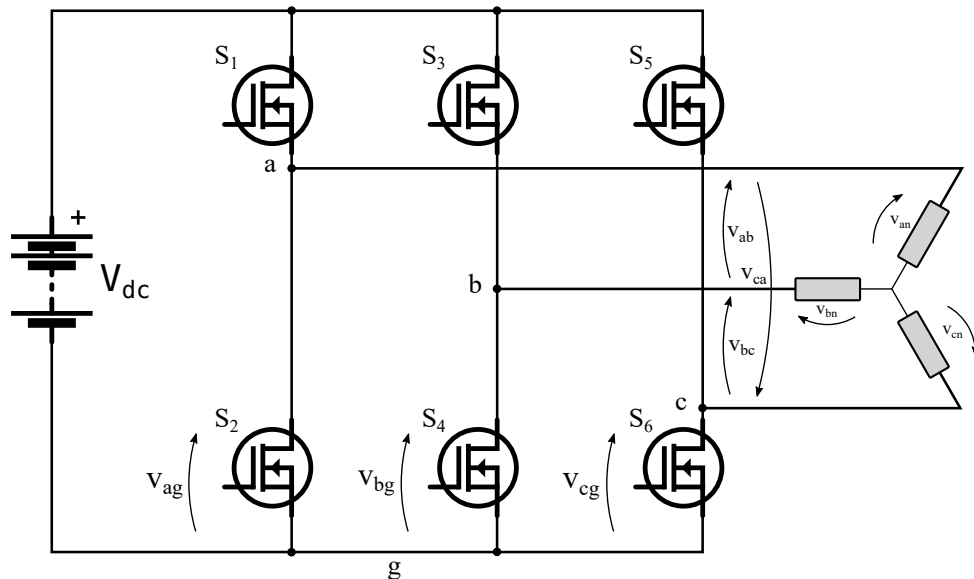 S1
S3
S5
a
+
Vdc
van
vab
vca
b
vbn
vcn
vbc
c
S2
S4
S6
vag
vbg
vcg
g